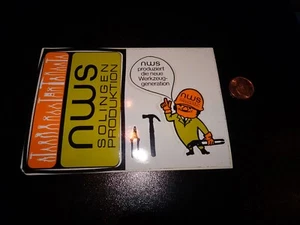 nws
SOLINGEN
PRODUKTION
nws
produziert
die neue
Werkzeug-
generation
nws